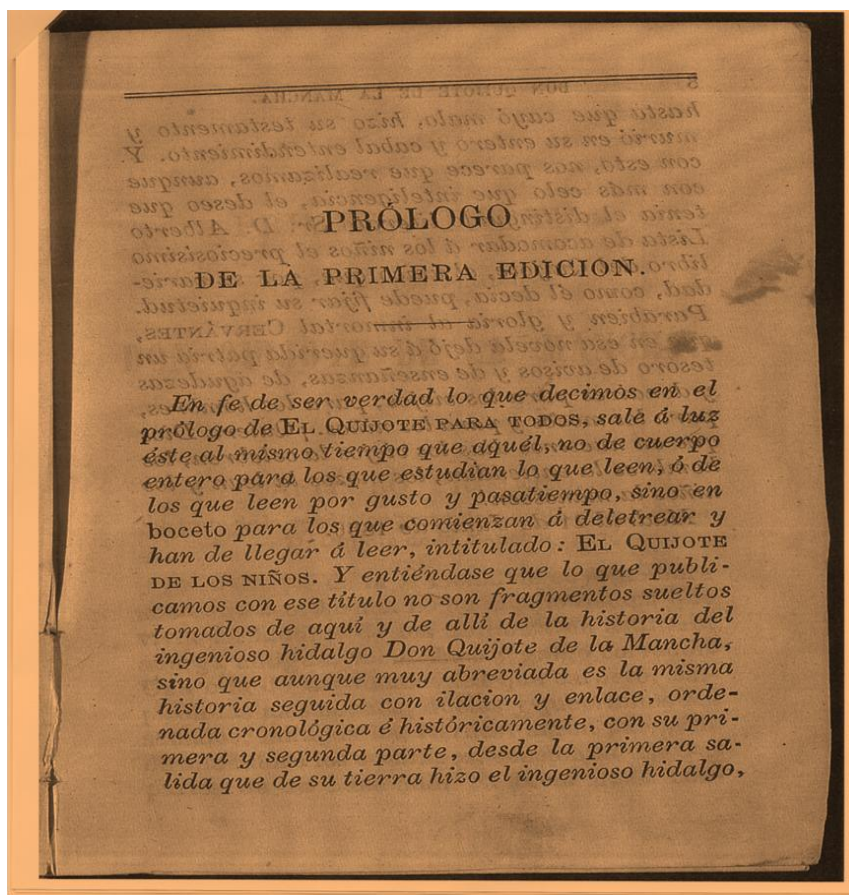 PRÓLOGO
DE LA PRIMERA EDICION.
En fe de ser verdad lo que decimos en el
prólogo de EL QUIJOTE PARA TODOS, sale á luz
éste al mismo tiempo que aquél, no de cuerpo
entero para los que estudian lo que leen, ó de
los que leen por gusto y pasatiempo, sino en
boceto para los que comienzan á deletrear y
han de llegar á leer, intitulado: EL QUIJOTE
DE LOS NIÑOS. Y entiéndase que lo que publi-
camos con ese título no son fragmentos sueltos
tomados de aquí y de allí de la historia del
ingenioso hidalgo Don Quijote de la Mancha,
sino que aunque muy abreviada es la misma
historia seguida con ilacion y enlace, orde-
nada cronológica é históricamente, con su pri-
mera y segunda parte, desde la primera sa-
lida que de su tierra hizo el ingenioso hidalgo,